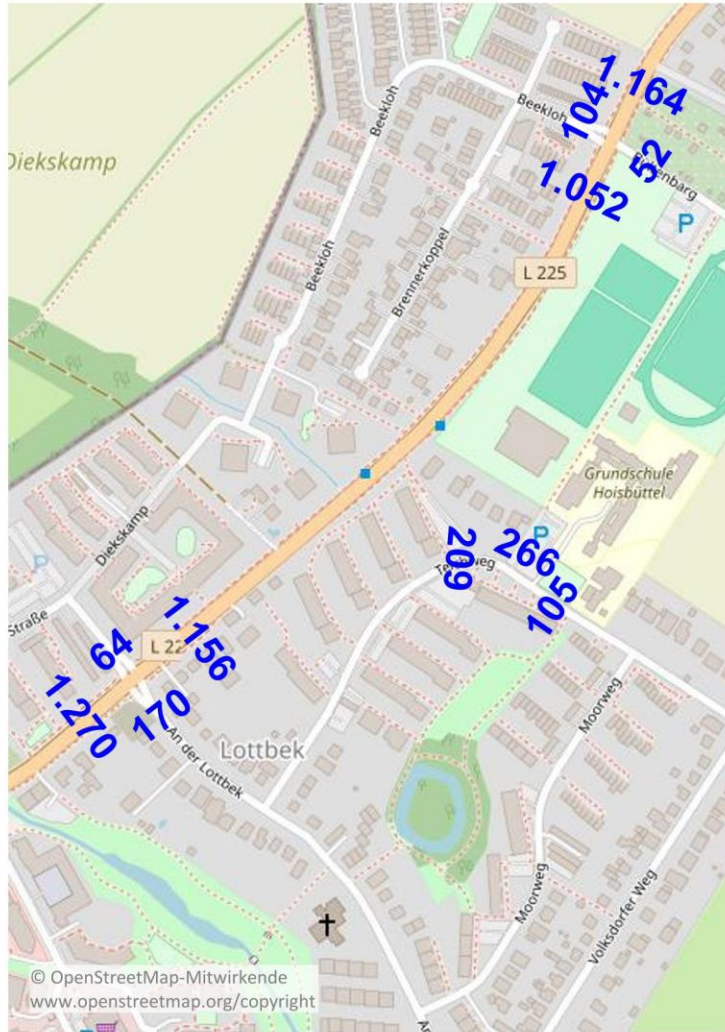 1.164
Beekloh
104
Beekloh
52
Diekskamp
1.052
P
L 225
Brennerkoppel
Beekloh
Grundschule
Hoisbüttel
Diekskamp
P
266
209
Teichweg
P
105
Straße
1.156
64
L 22
Moorweg
1.270
170
An der Lottbek
Lottbek
Moorweg
Volksdorfer Weg
© OpenStreetMap-Mitwirkende
www.openstreetmap.org/copyright